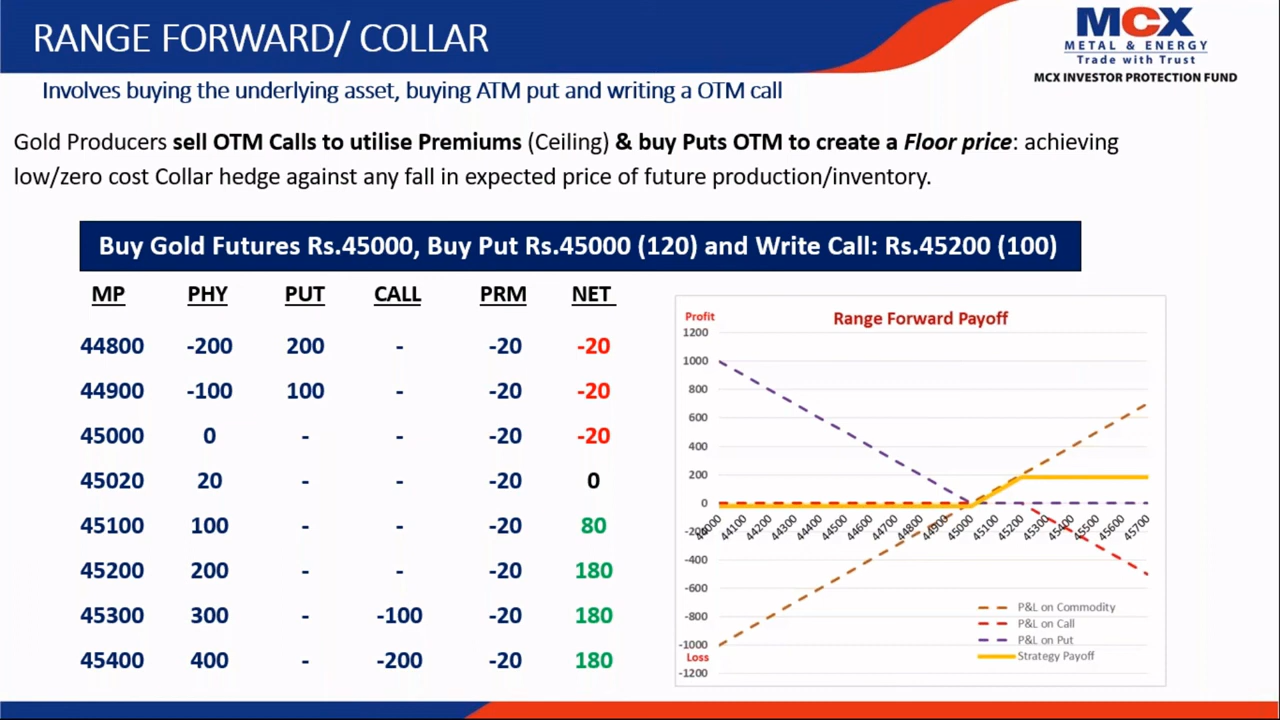 RANGE FORWARD/ COLLAR
MCX
METAL & ENERGY
Trade with Trust
MCX INVESTOR PROTECTION FUND
Involves buying the underlying asset, buying ATM put and writing a OTM call
Gold Producers sell OTM Calls to utilise Premiums (Ceiling) & buy Puts OTM to create a Floor price: achieving
low/zero cost Collar hedge against any fall in expected price of future production/inventory.
Buy Gold Futures Rs.45000, Buy Put Rs.45000 (120) and Write Call: Rs.45200 (100)
MP PHY PUT CALL PRM NET
44800 -200 200 - -20 -20
44900 -100 100 - -20 -20
45000 0 - - -20 -20
45020 20 - - -20 0
45100 100 - - -20 80
45200 200 - - -20 180
45300 300 - -100 -20 180
45400 400 - -200 -20 180
Profit
Range Forward Payoff
1200
1000
800
600
400
200
0
-200
-400
-600
-800
-1000
Loss
-1200
44000 44100 44200 44300 44400 44500 44600 44700 44800 44900 45000 45100 45200 45300 45400 45500 45600 45700
P&L on Commodity
P&L on Call
P&L on Put
Strategy Payoff